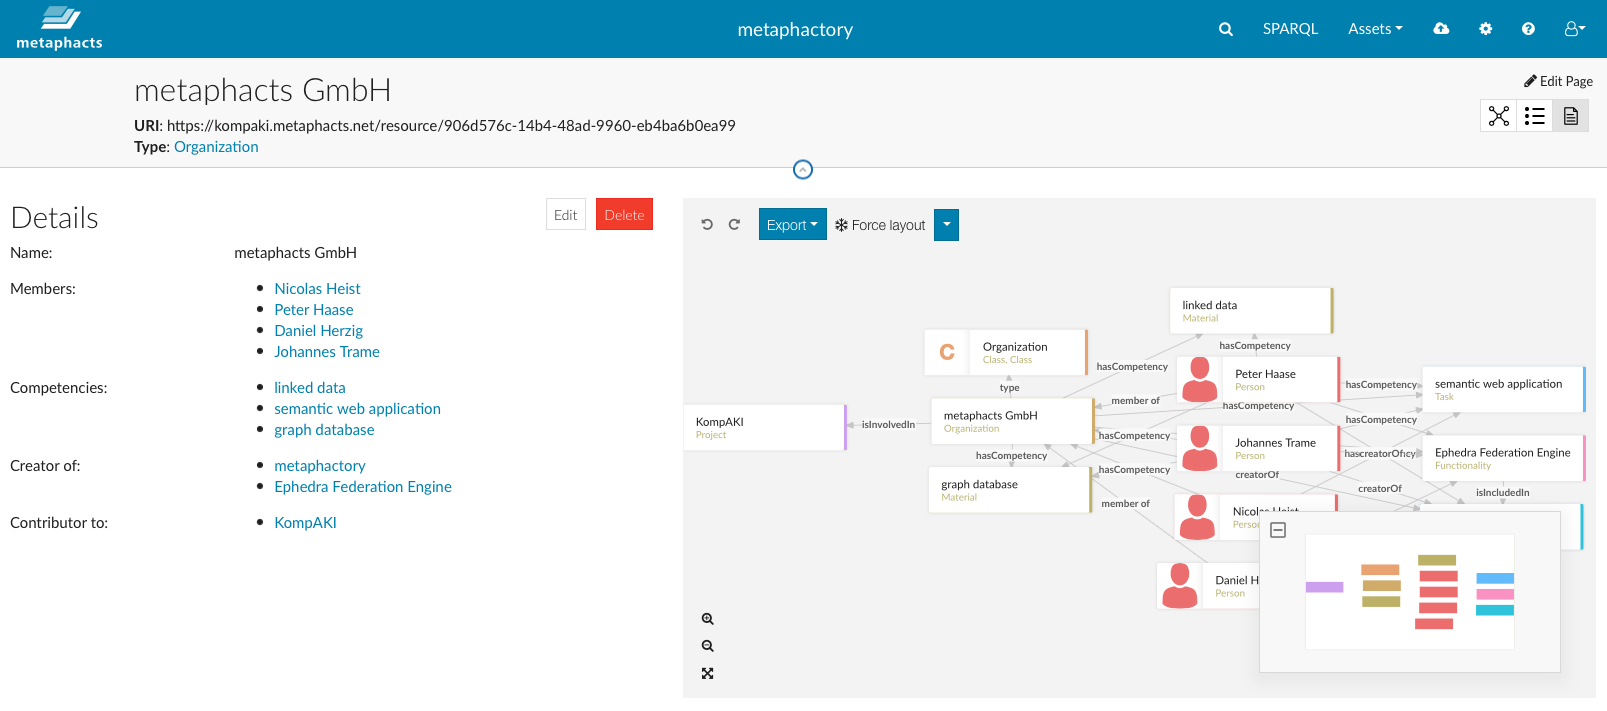 metaphacts
metaphactory
SPARQL
Assets
metaphacts GmbH
Edit Page
URI: https://kompaki.metaphacts.net/resource/906d576c-14b4-48ad-9960-eb4ba6b0ea99
Type: Organization
Details
Edit
Delete
Name:
metaphacts GmbH
Members:
Nicolas Heist
Peter Haase
Daniel Herzig
Johannes Trame
Competencies:
linked data
semantic web application
graph database
Creator of:
metaphactory
Ephedra Federation Engine
Contributor to:
KompAKI
Export
Force layout
linked data
Material
hasCompetency
C
Organization
Class, Class
hasCompetency
type
Peter Haase
Person
hasCompetency
semantic web application
Task
member of
hasCompetency
metaphacts GmbH
Organization
KompAKI
Project
isInvolvedIn
hasCompetency
hasCompetency
Johannes Trame
Person
hasCompetency
creatorOf
Ephedra Federation Engine
Functionality
hasCompetency
creatorOf
graph database
Material
creatorOf
isIncludedIn
member of
Nicolas Heist
Person
Daniel H
Person